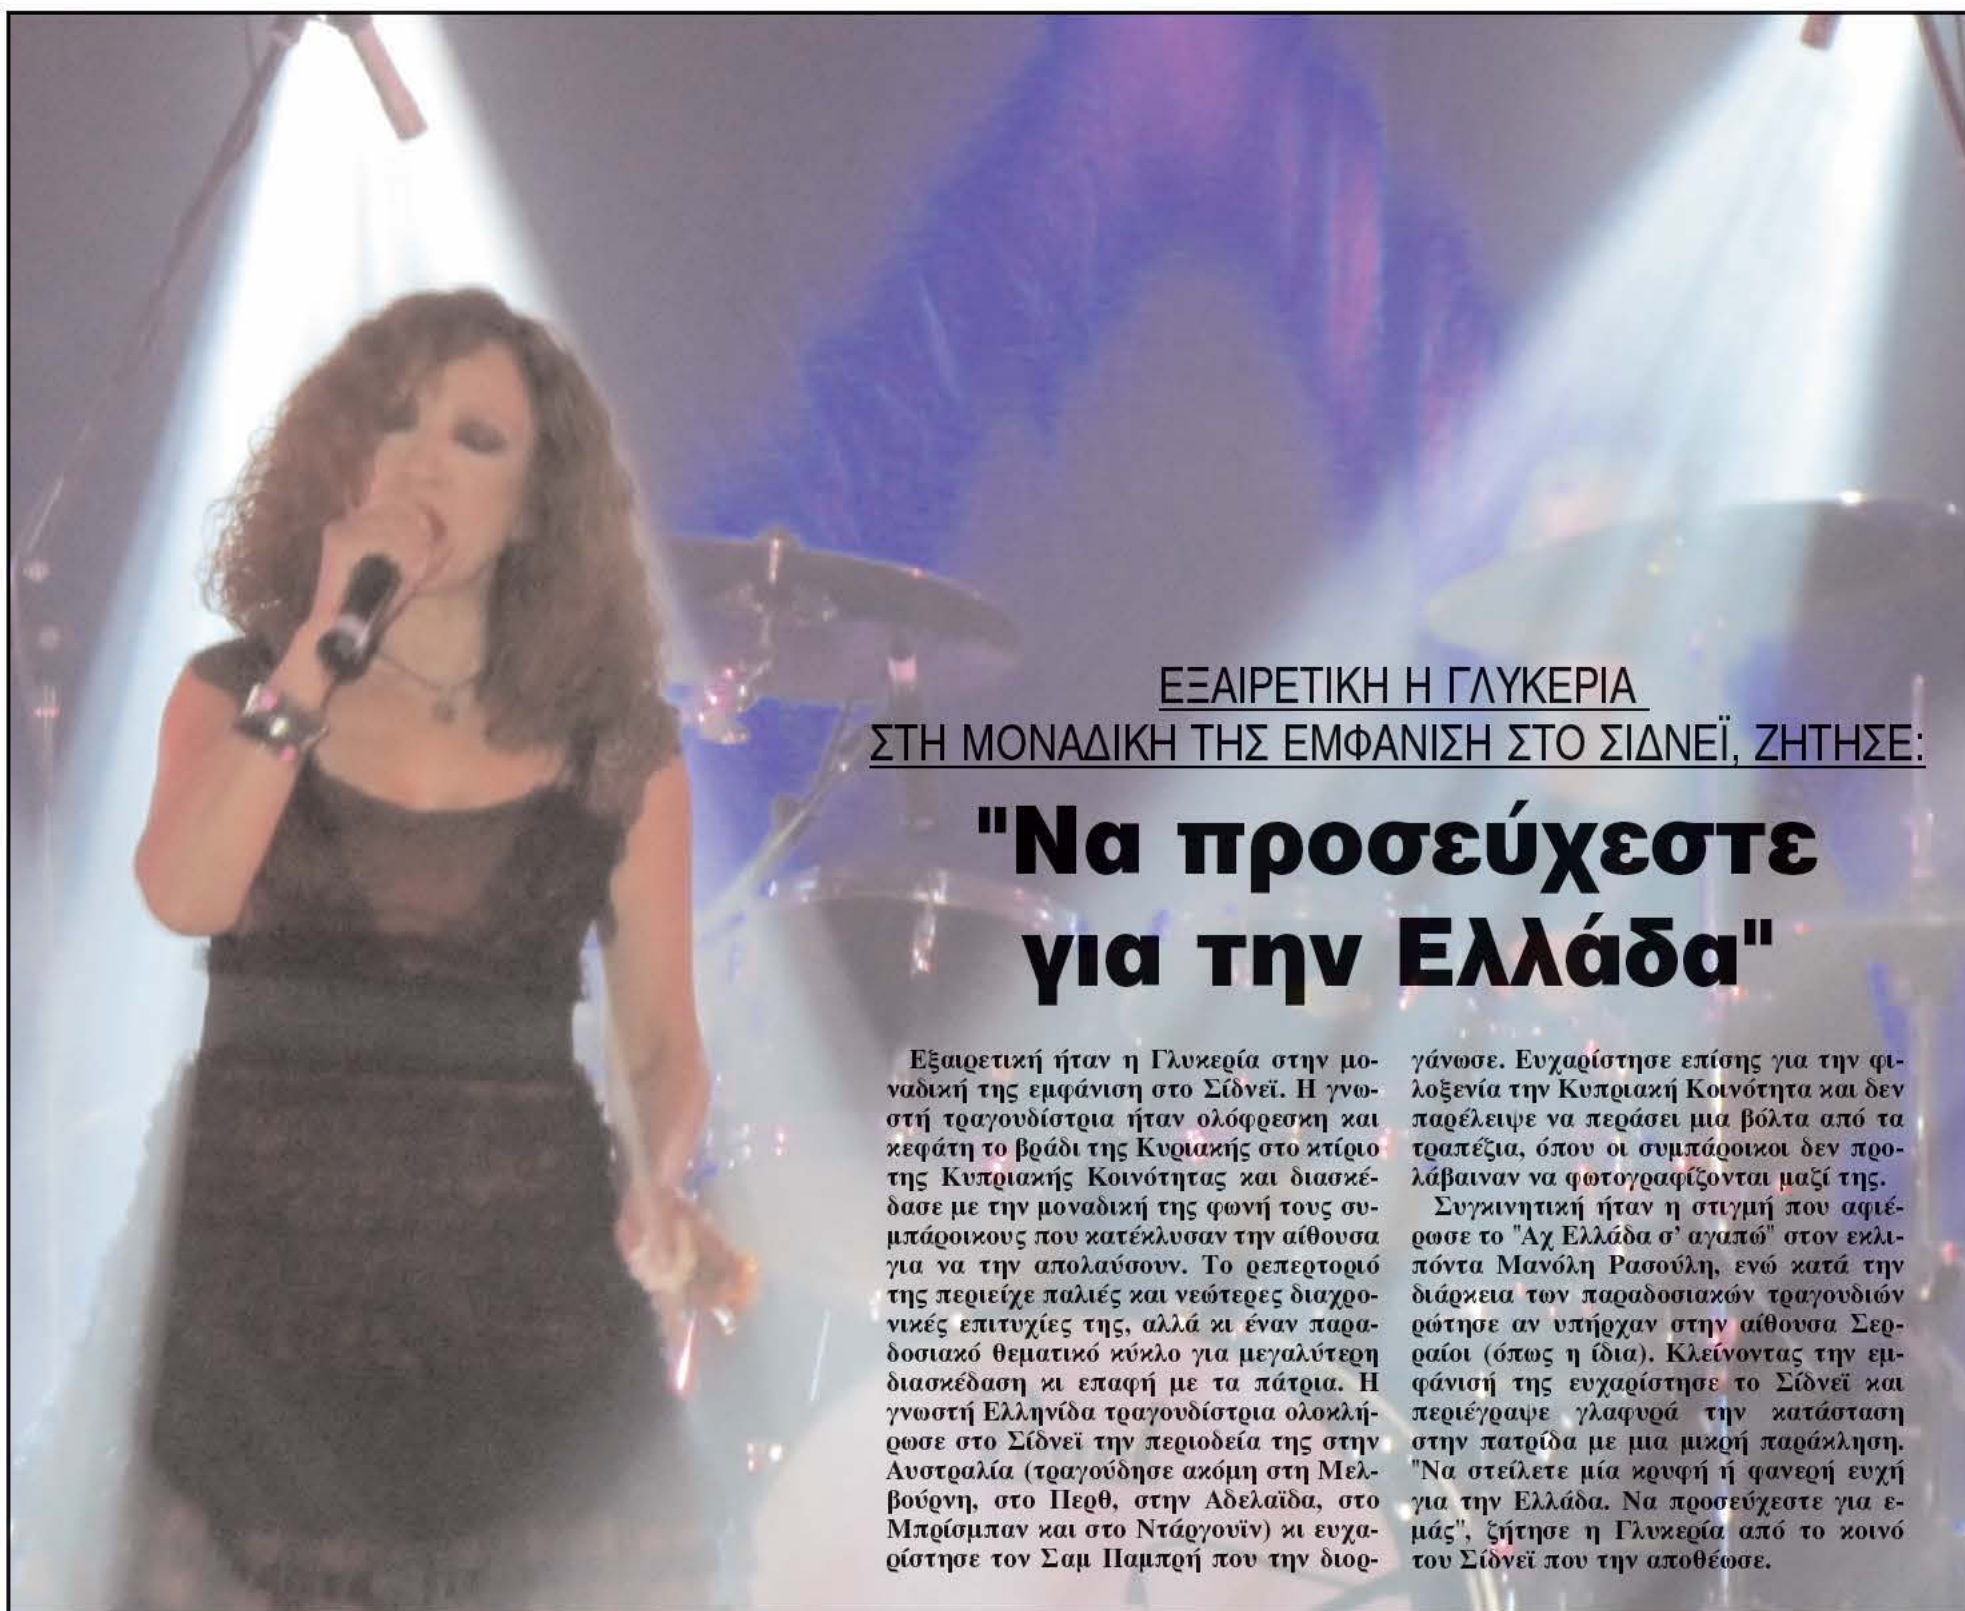 ΕΞΑΙΡΕΤΙΚΗ Η ΓΛΥΚΕΡΙΑ
ΣΤΗ ΜΟΝΑΔΙΚΗ ΤΗΣ ΕΜΦΑΝΙΣΗ ΣΤΟ ΣΙΔΝΕΪ, ΖΗΤΗΣΕ:
"Να προσεύχεστε
για την Ελλάδα"
Εξαιρετική ήταν η Γλυκερία στην μο-
ναδική της εμφάνιση στο Σίδνεϊ. Η γνω-
στή τραγουδίστρια ήταν ολόφρεσκη και
κεφάτη το βράδι της Κυριακής στο κτίριο
της Κυπριακής Κοινότητας και διασκέ-
δασε με την μοναδική της φωνή τους συ-
μπάροικους που κατέκλυσαν την αίθουσα
για να την απολαύσουν. Το ρεπερτοριό
της περιείχε παλιές και νεώτερες διαχρο-
νικές επιτυχίες της, αλλά κι έναν παρα-
δοσιακό θεματικό κύκλο για μεγαλύτερη
διασκέδαση κι επαφή με τα πάτρια. Η
γνωστή Ελληνίδα τραγουδίστρια ολοκλή-
ρωσε στο Σίδνεϊ την περιοδεία της στην
Αυστραλία (τραγούδησε ακόμη στη Μελ-
βούρνη, στο Περθ, στην Αδελαΐδα, στο
Μπρίσμπαν και στο Ντάργουϊν) κι ευχα-
ρίστησε τον Σαμ Παμπρή που την διορ-
γάνωσε. Ευχαρίστησε επίσης για την φι-
λοξενία την Κυπριακή Κοινότητα και δεν
παρέλειψε να περάσει μια βόλτα από τα
τραπέζια, όπου οι συμπάροικοι δεν προ-
λάβαιναν να φωτογραφίζονται μαζί της.
Συγκινητική ήταν η στιγμή που αφιέ-
ρωσε το "Αχ Ελλάδα σ' αγαπώ" στον εκλι-
πόντα Μανόλη Ρασούλη, ενώ κατά την
διάρκεια των παραδοσιακών τραγουδιών
ρώτησε αν υπήρχαν στην αίθουσα Σερ-
ραίοι (όπως η ίδια). Κλείνοντας την εμ-
φάνισή της ευχαρίστησε το Σίδνεϊ και
περιέγραψε γλαφυρά την κατάσταση
στην πατρίδα με μια μικρή παράκληση.
"Να στείλετε μία κρυφή ή φανερή ευχή
για την Ελλάδα. Να προσεύχεστε για ε-
μάς", ζήτησε η Γλυκερία από το κοινό
του Σίδνεϊ που την αποθέωσε.